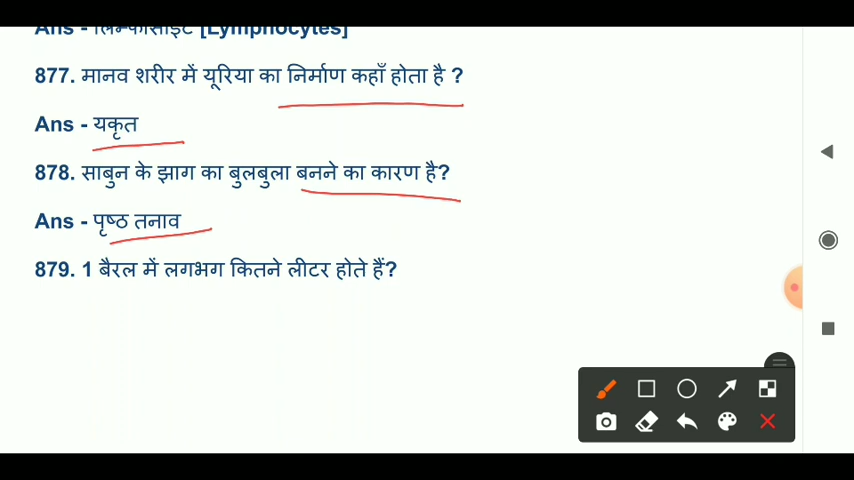 Ans - लिम्फोसाइट [Lymphocytes]
877. मानव शरीर में यूरिया का निर्माण कहाँ होता है ?
Ans - यकृत
878. साबुन के झाग का बुलबुला बनने का कारण है?
Ans - पृष्ठ तनाव
879. 1 बैरल में लगभग कितने लीटर होते हैं?